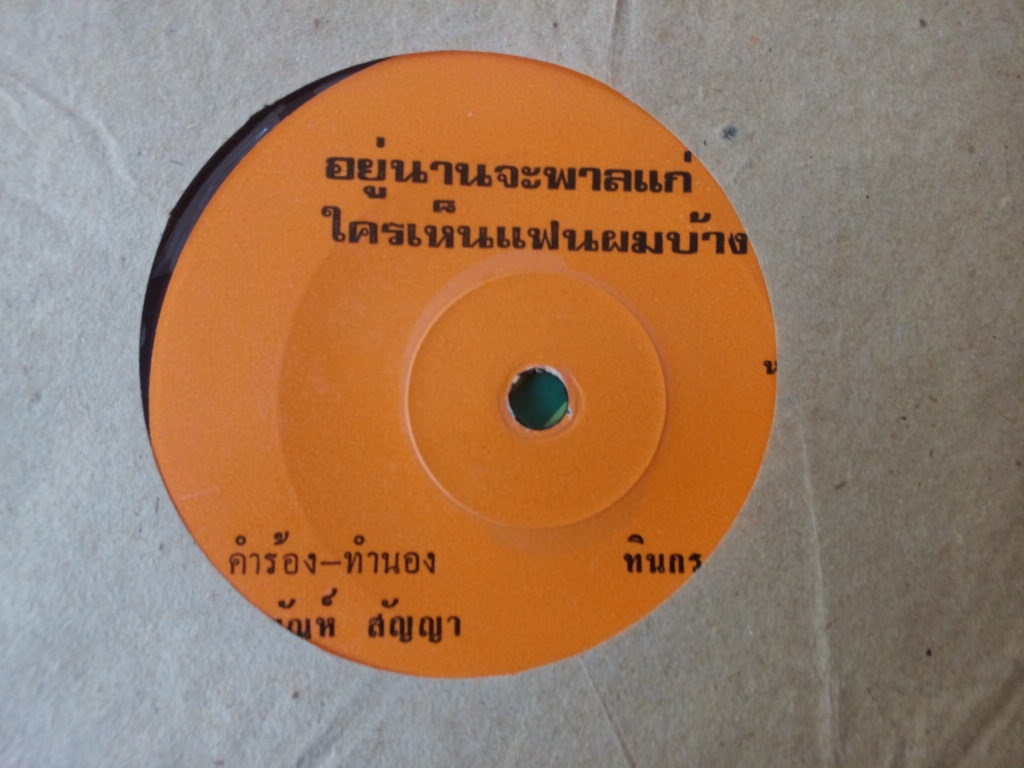 อยู่นานจะพาลแก่
ใครเห็นแฟนผมบ้าง
คำร้อง–ทำนอง ทินกร
สัญญา